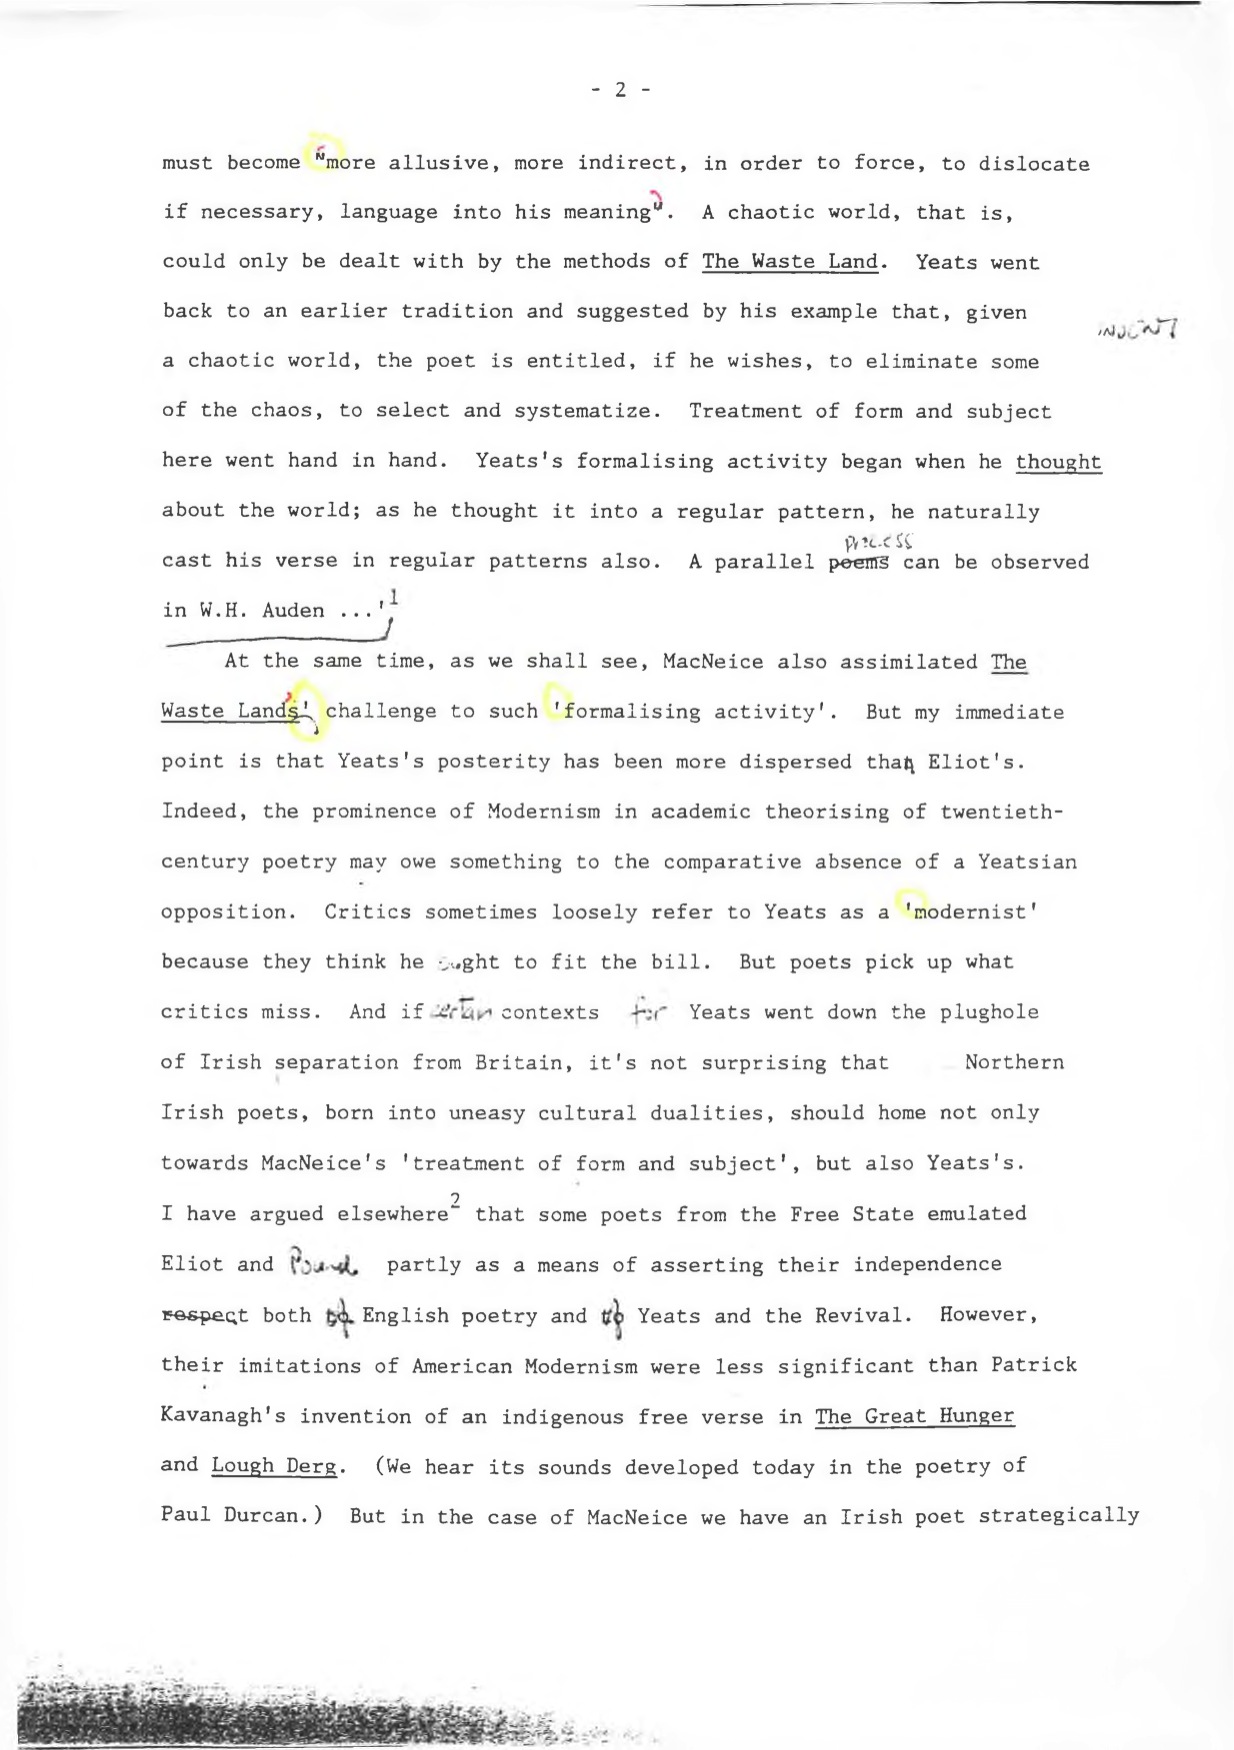 - 2 -
must become "more allusive, more indirect, in order to force, to dislocate
if necessary, language into his meaning". A chaotic world, that is,
could only be dealt with by the methods of The Waste Land. Yeats went
back to an earlier tradition and suggested by his example that, given
INDENT
a chaotic world, the poet is entitled, if he wishes, to eliminate some
of the chaos, to select and systematize. Treatment of form and subject
here went hand in hand. Yeats's formalising activity began when he thought
about the world; as he thought it into a regular pattern, he naturally
process
cast his verse in regular patterns also. A parallel poems can be observed
in W.H. Auden ...'1
At the same time, as we shall see, MacNeice also assimilated The
Waste Land's challenge to such 'formalising activity'. But my immediate
point is that Yeats's posterity has been more dispersed than Eliot's.
Indeed, the prominence of Modernism in academic theorising of twentieth-
century poetry may owe something to the comparative absence of a Yeatsian
opposition. Critics sometimes loosely refer to Yeats as a 'modernist'
because they think he ought to fit the bill. But poets pick up what
critics miss. And if certain contexts for Yeats went down the plughole
of Irish separation from Britain, it's not surprising that Northern
Irish poets, born into uneasy cultural dualities, should home not only
towards MacNeice's 'treatment of form and subject', but also Yeats's.
I have argued elsewhere2 that some poets from the Free State emulated
Eliot and Pound partly as a means of asserting their independence
respect both of English poetry and of Yeats and the Revival. However,
their imitations of American Modernism were less significant than Patrick
Kavanagh's invention of an indigenous free verse in The Great Hunger
and Lough Derg. (We hear its sounds developed today in the poetry of
Paul Durcan.) But in the case of MacNeice we have an Irish poet strategically